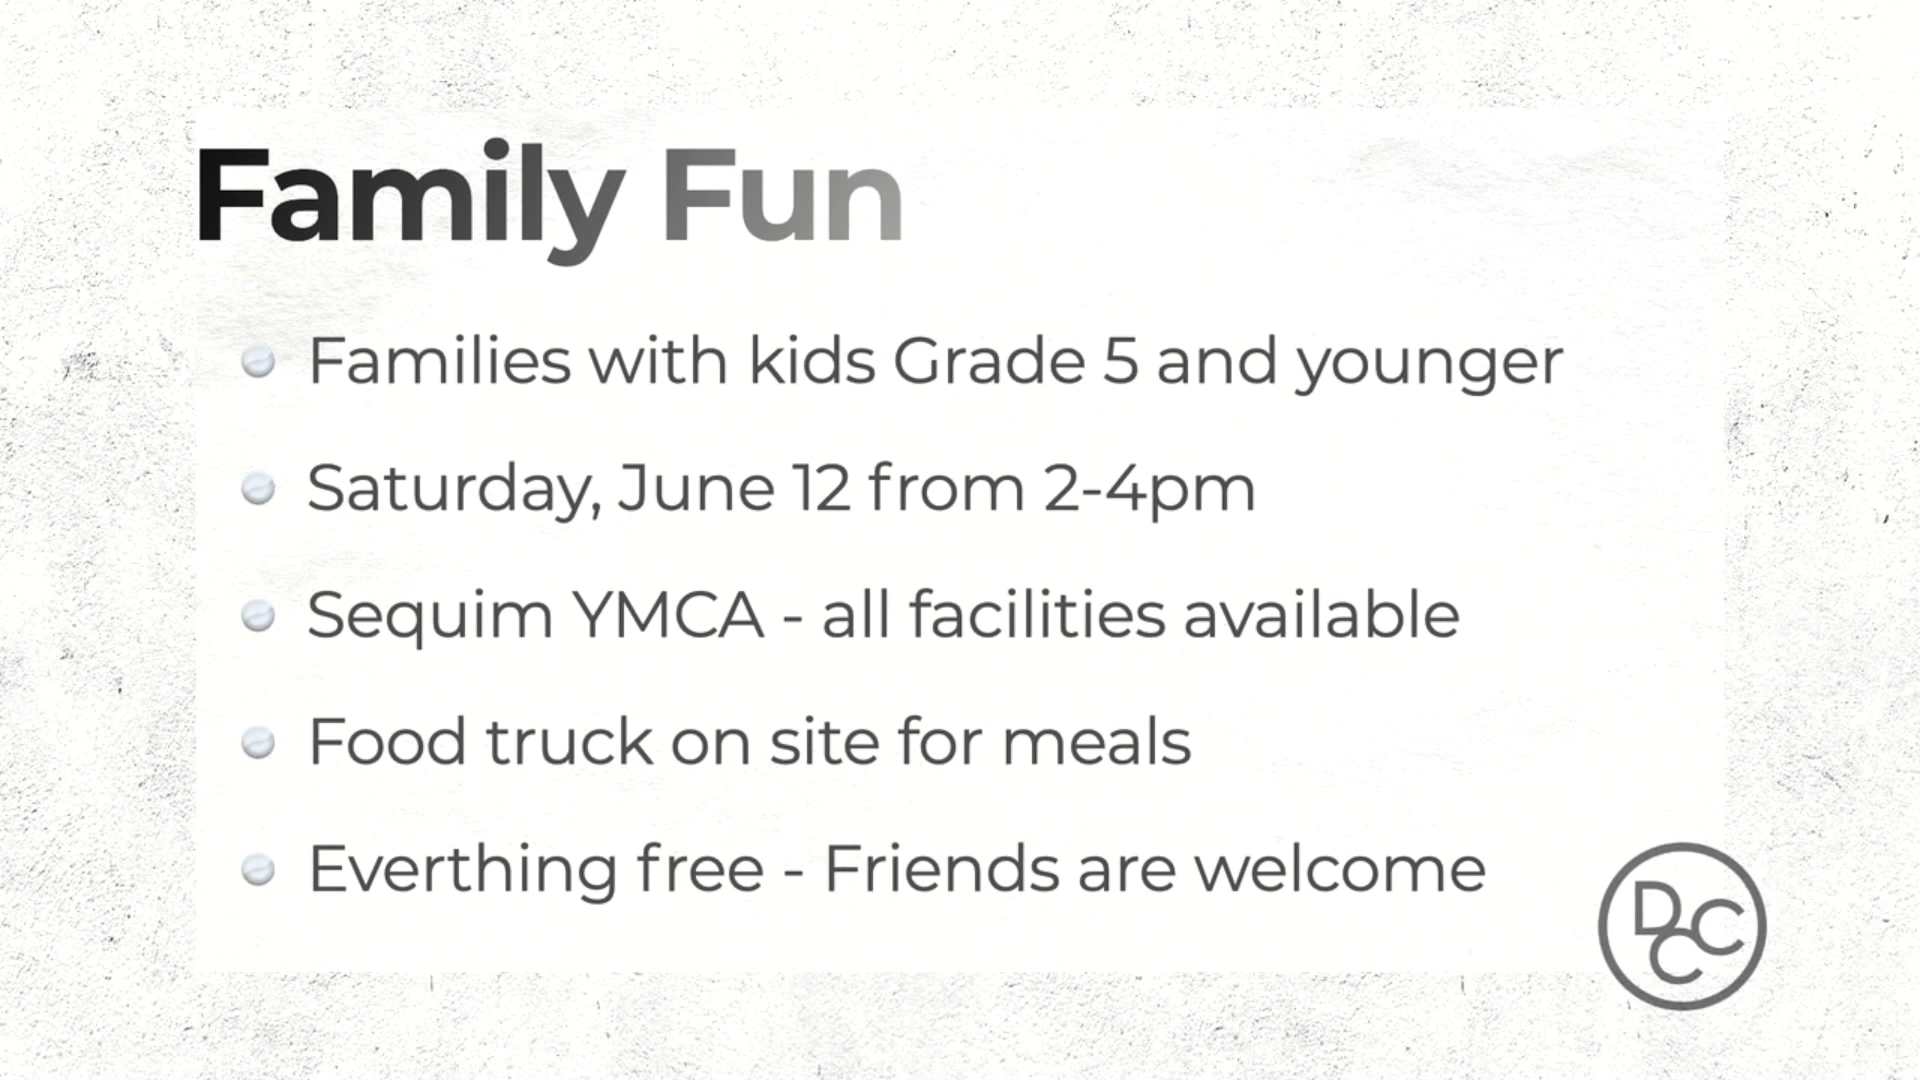 Family Fun
Families with kids Grade 5 and younger
Saturday, June 12 from 2-4pm
Sequim YMCA - all facilities available
Food truck on site for meals
Everthing free - Friends are welcome
DCC